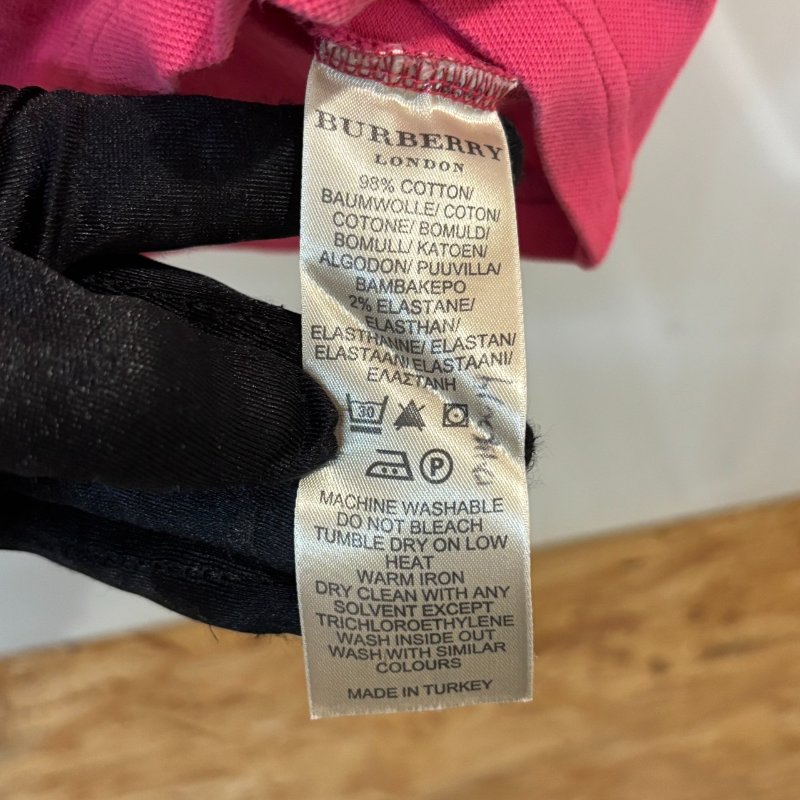 BURBERRY
LONDON
98% COTTON/
BAUMWOLLE/ COTON/
COTONE/ BOMULD/
BOMULL/ KATOEN/
ALGODON/ PUUVILLA/
ΒΑΜΒΑΚΕΡΟ
2% ELASTANE/
ELASTHAN/
ELASTHANNE/ ELASTAN/
ELASTAAN/ ELASTAANI/
ΕΛΑΣΤΑΝΗ
30
P
MACHINE WASHABLE
DO NOT BLEACH
TUMBLE DRY ON LOW
HEAT
WARM IRON
DRY CLEAN WITH ANY
SOLVENT EXCEPT
TRICHLOROETHYLENE
WASH INSIDE OUT
WASH WITH SIMILAR
COLOURS
MADE IN TURKEY